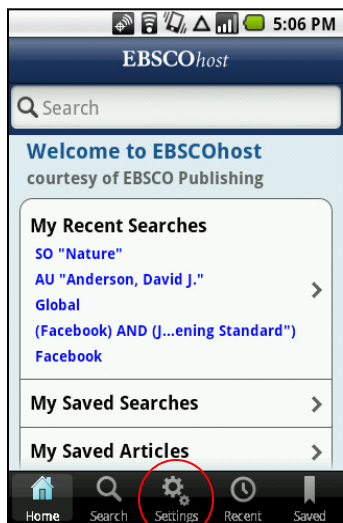 5:06 PM
EBSCOhost
Search
Welcome to EBSCOhost
courtesy of EBSCO Publishing
My Recent Searches
SO "Nature"
AU "Anderson, David J."
Global
(Facebook) AND (J...ening Standard")
Facebook
My Saved Searches
My Saved Articles
Home Search Settings Recent Saved